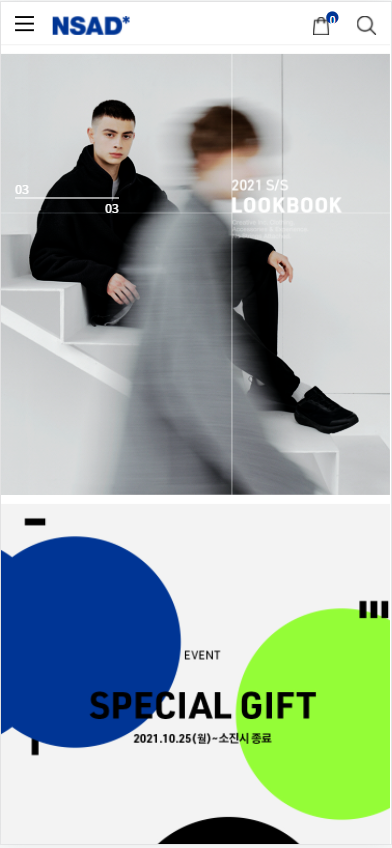 NSAD*
0
03
03
2021 S/S
LOOKBOOK
EVENT
SPECIAL GIFT
2021.10.25(월)~소진시 종료